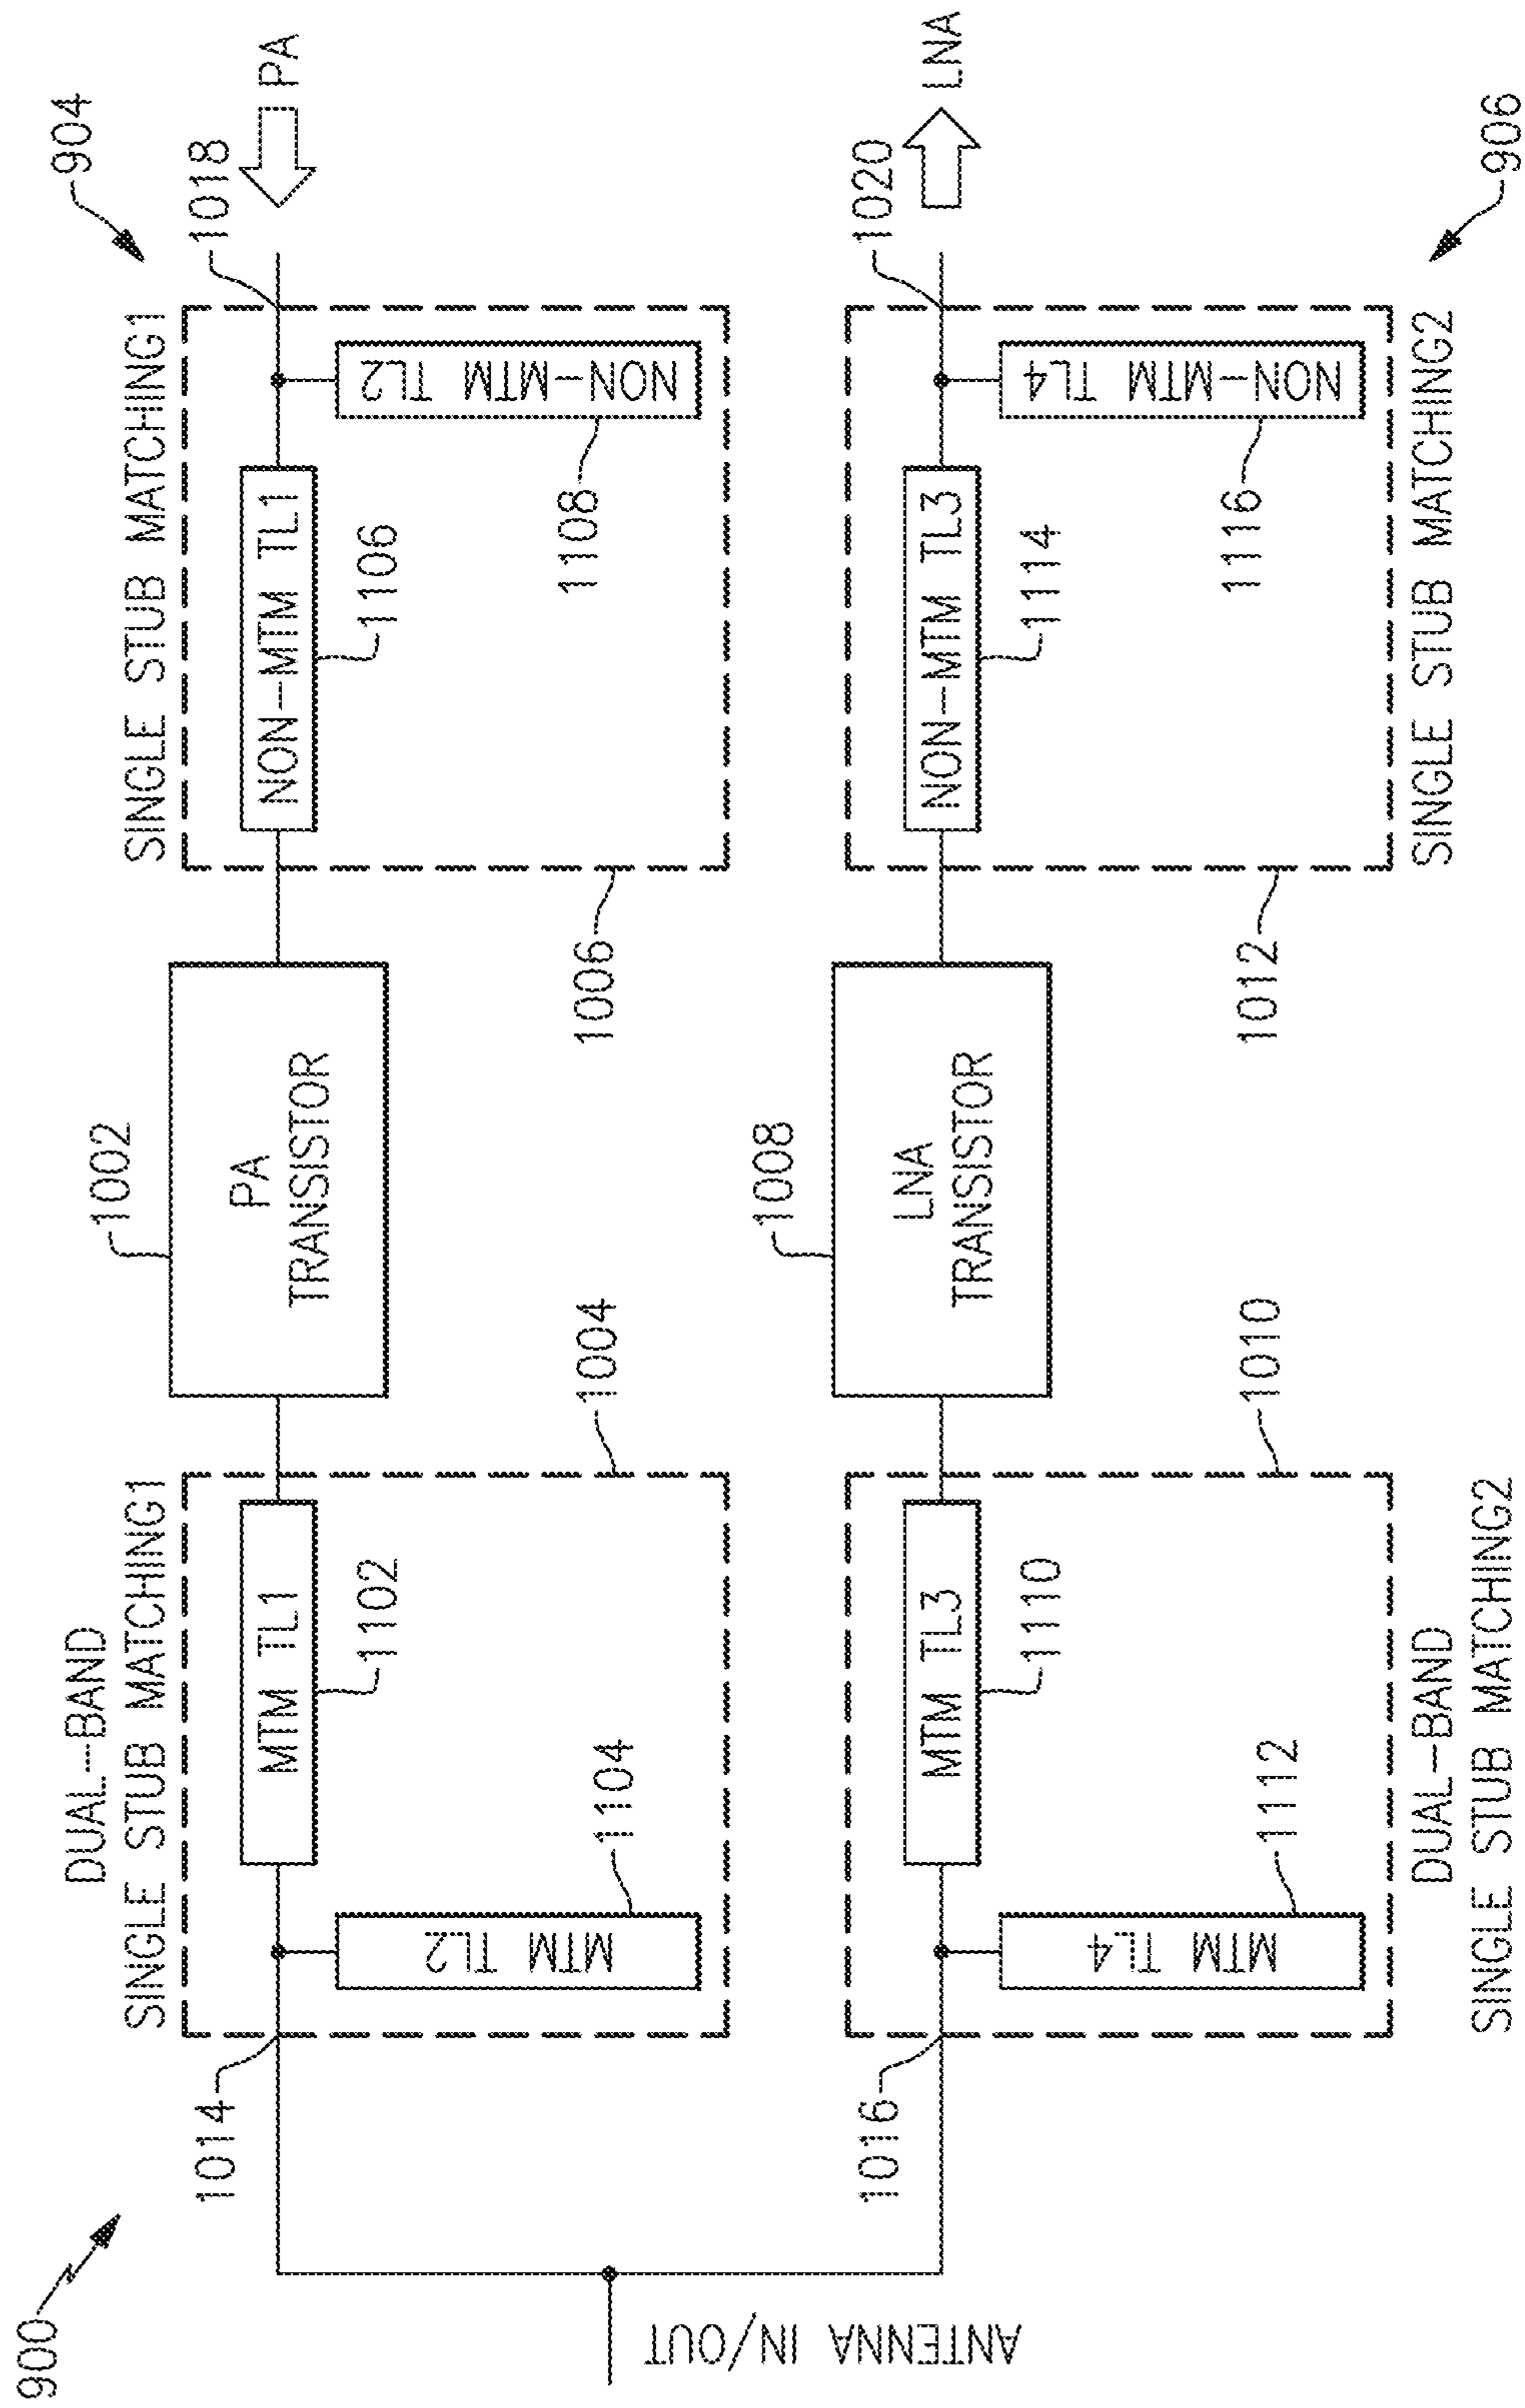 900
904
DUAL-BAND
SINGLE STUB MATCHING1
1002
SINGLE STUB MATCHING1
1014
1018
PA
MTM TL1
1102
MTM TL2
1104
1004
PA
TRANSISTOR
NON-MTM TL1
1106
NON-MTM TL2
1108
1006
ANTENNA IN/OUT
1016
1008
1020
LNA
MTM TL3
1110
MTM TL4
1112
1010
LNA
TRANSISTOR
NON-MTM TL3
1114
NON-MTM TL4
1116
1012
DUAL-BAND
SINGLE STUB MATCHING2
SINGLE STUB MATCHING2
906